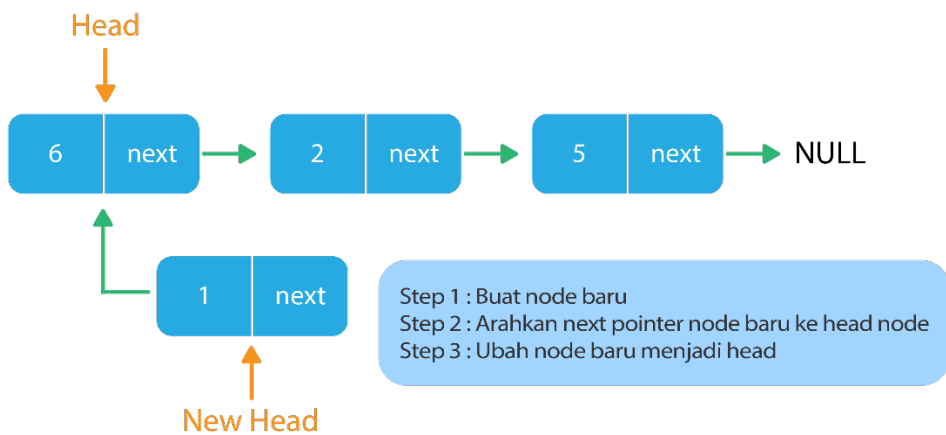 Head
6 next 2 next 5 next NULL
1 next
Step 1 : Buat node baru
Step 2 : Arahkan next pointer node baru ke head node
Step 3 : Ubah node baru menjadi head
New Head